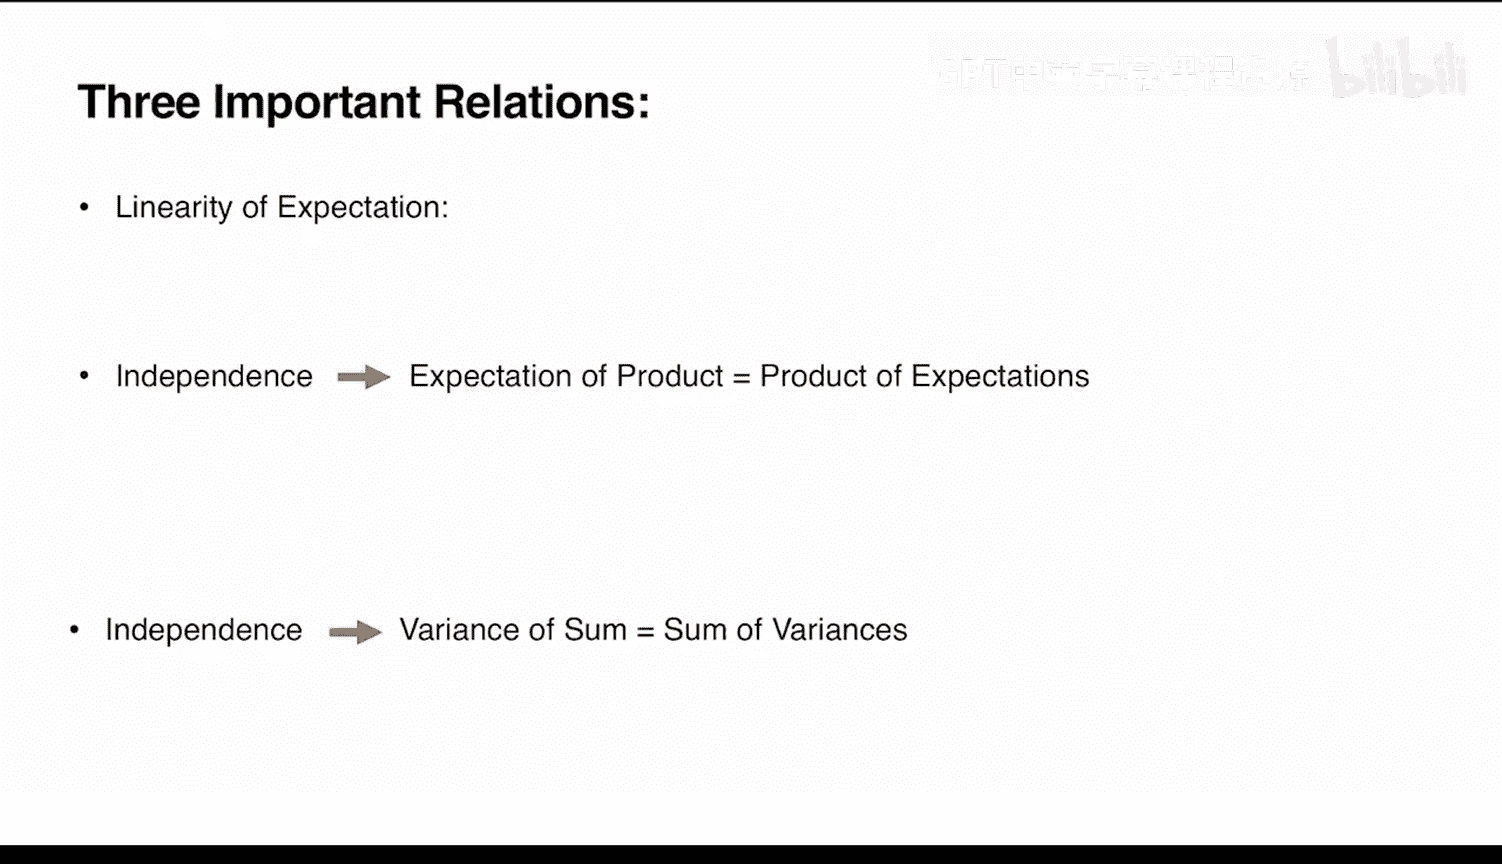 bilibili
Three Important Relations:
• Linearity of Expectation:
• Independence → Expectation of Product = Product of Expectations
• Independence → Variance of Sum = Sum of Variances